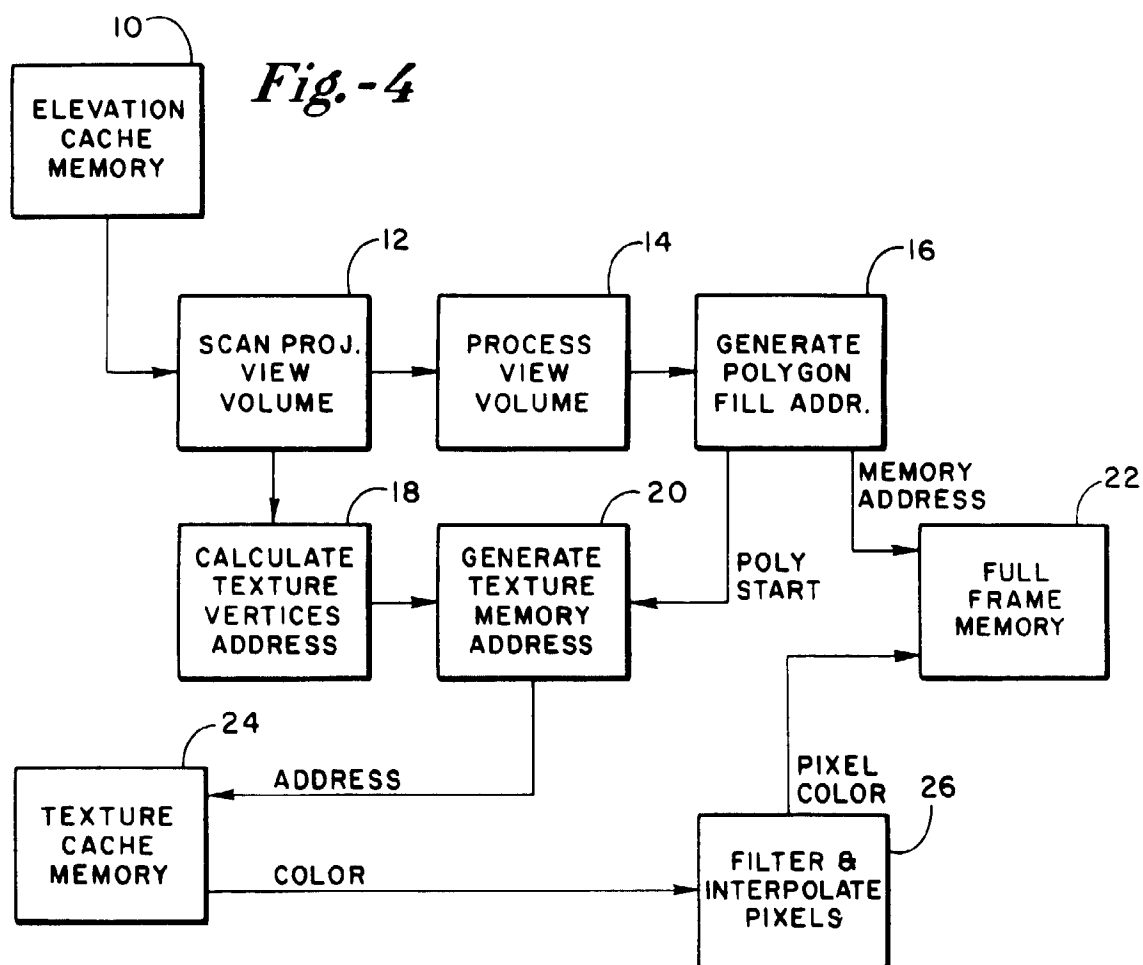 10
Fig.-4
ELEVATION
CACHE
MEMORY
12
14
16
SCAN PROJ.
VIEW
VOLUME
PROCESS
VIEW
VOLUME
GENERATE
POLYGON
FILL ADDR.
MEMORY
ADDRESS
22
18
20
CALCULATE
TEXTURE
VERTICES
ADDRESS
GENERATE
TEXTURE
MEMORY
ADDRESS
POLY
START
FULL
FRAME
MEMORY
24
ADDRESS
TEXTURE
CACHE
MEMORY
COLOR
PIXEL
COLOR
26
FILTER &
INTERPOLATE
PIXELS